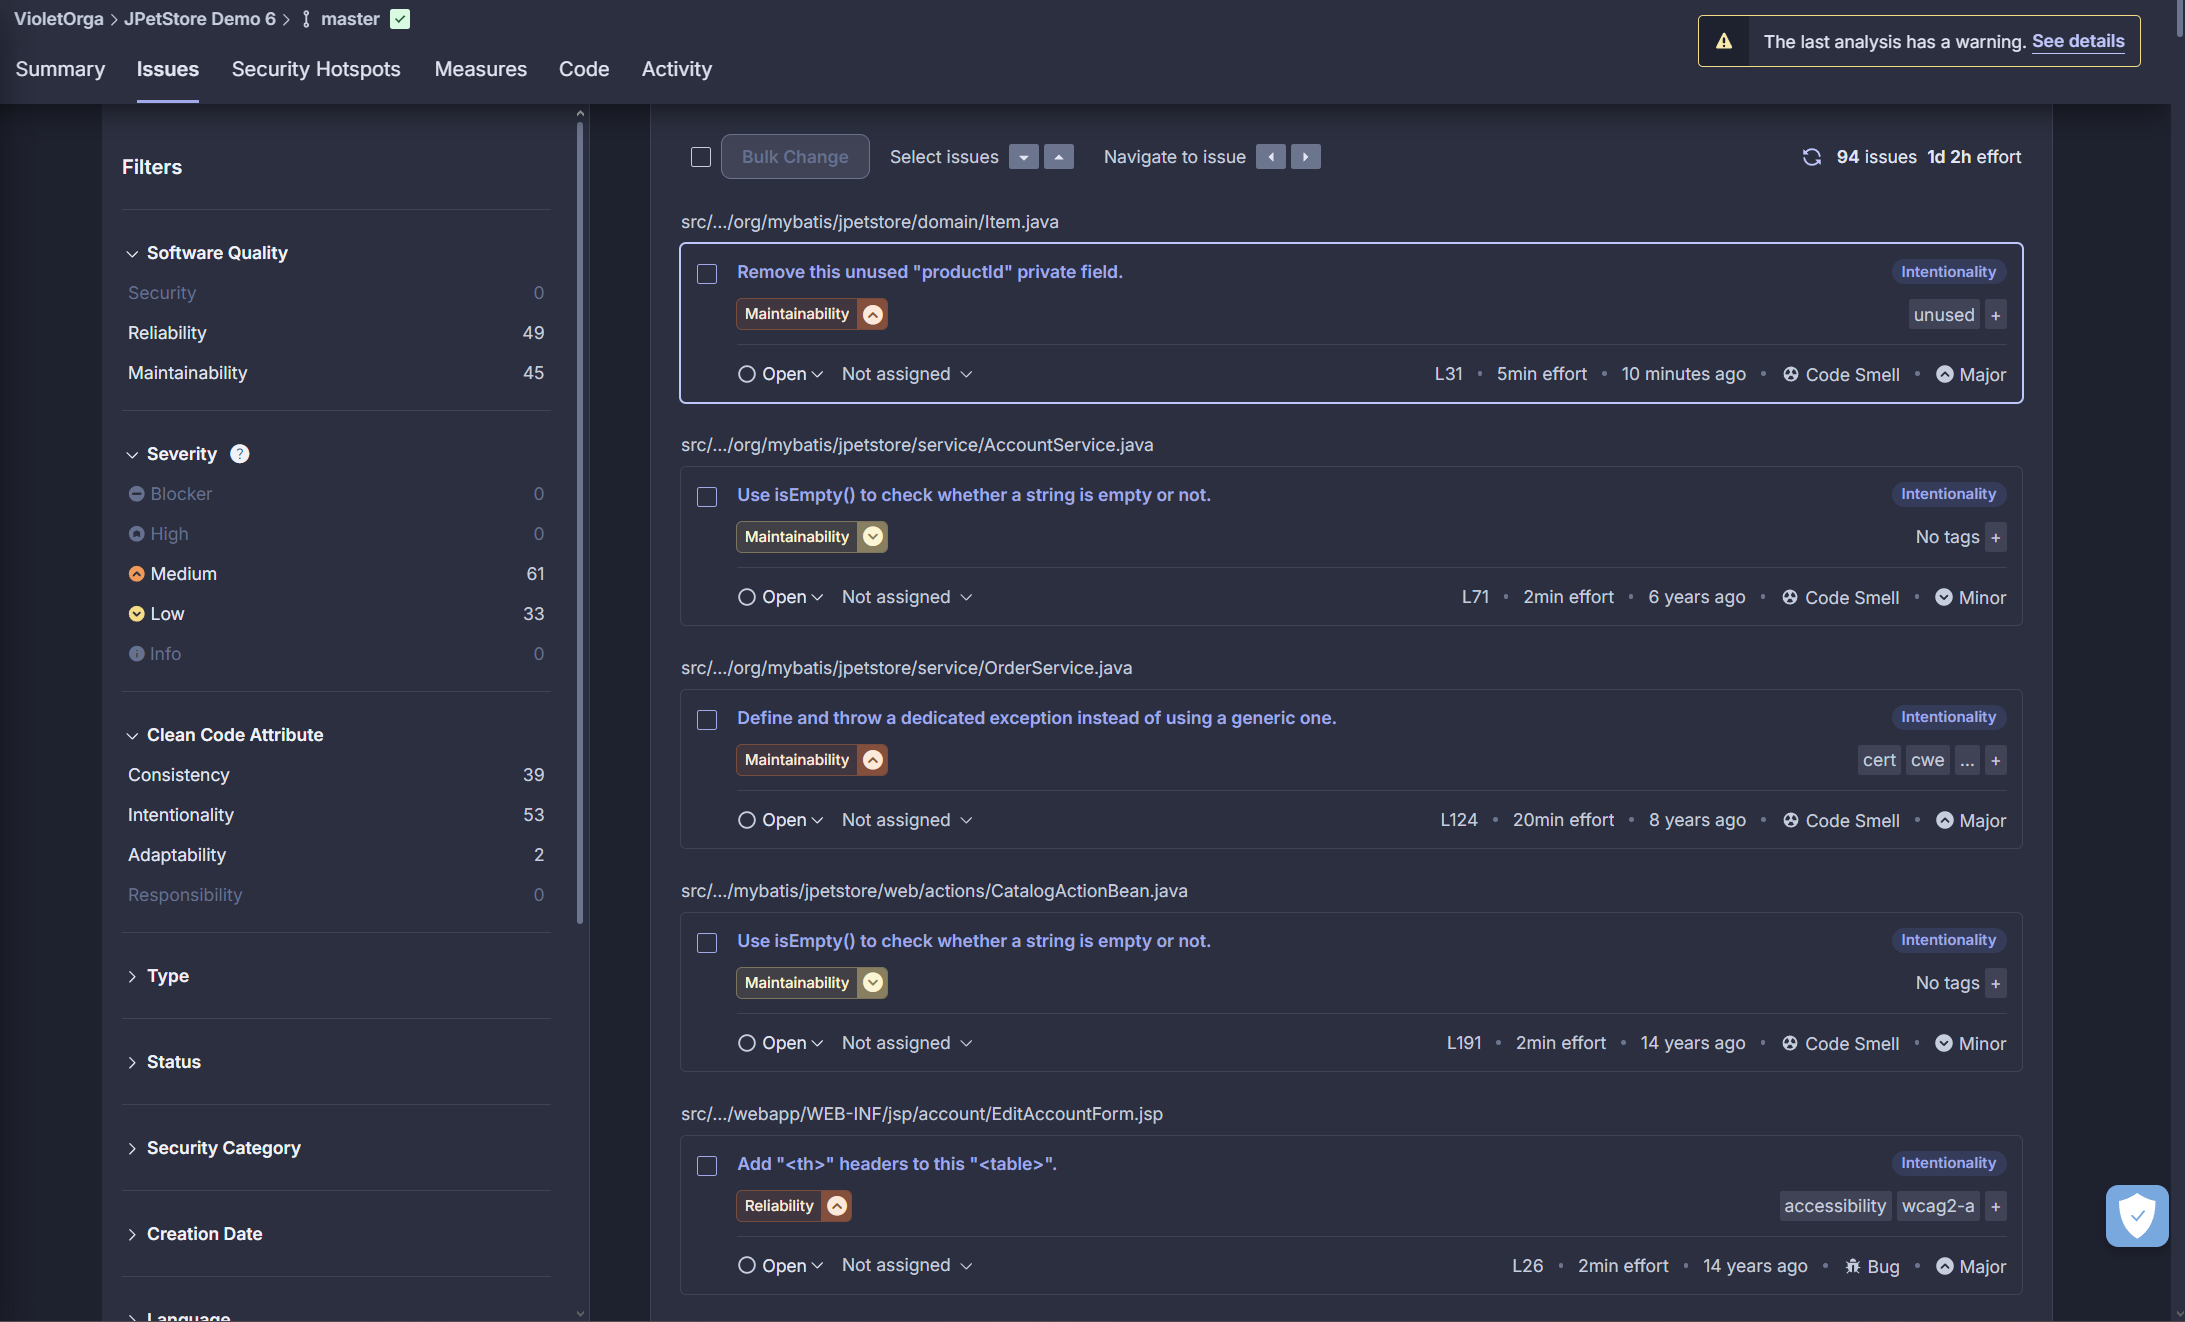 VioletOrga > JPetStore Demo 6 > master
The last analysis has a warning. See details
Summary Issues Security Hotspots Measures Code Activity
Filters
Software Quality
Security 0
Reliability 49
Maintainability 45
Severity ?
Blocker 0
High 0
Medium 61
Low 33
Info 0
Clean Code Attribute
Consistency 39
Intentionality 53
Adaptability 2
Responsibility 0
Type
Status
Security Category
Creation Date
Language
Bulk Change Select issues Navigate to issue 94 issues 1d 2h effort
src/.../org/mybatis/jpetstore/domain/Item.java
Remove this unused "productId" private field. Intentionality
Maintainability unused +
Open Not assigned L31 • 5min effort • 10 minutes ago • Code Smell • Major
src/.../org/mybatis/jpetstore/service/AccountService.java
Use isEmpty() to check whether a string is empty or not. Intentionality
Maintainability No tags +
Open Not assigned L71 • 2min effort • 6 years ago • Code Smell • Minor
src/.../org/mybatis/jpetstore/service/OrderService.java
Define and throw a dedicated exception instead of using a generic one. Intentionality
Maintainability cert cwe ... +
Open Not assigned L124 • 20min effort • 8 years ago • Code Smell • Major
src/.../mybatis/jpetstore/web/actions/CatalogActionBean.java
Use isEmpty() to check whether a string is empty or not. Intentionality
Maintainability No tags +
Open Not assigned L191 • 2min effort • 14 years ago • Code Smell • Minor
src/.../webapp/WEB-INF/jsp/account/EditAccountForm.jsp
Add "<th>" headers to this "<table>". Intentionality
Reliability accessibility wcag2-a +
Open Not assigned L26 • 2min effort • 14 years ago • Bug • Major